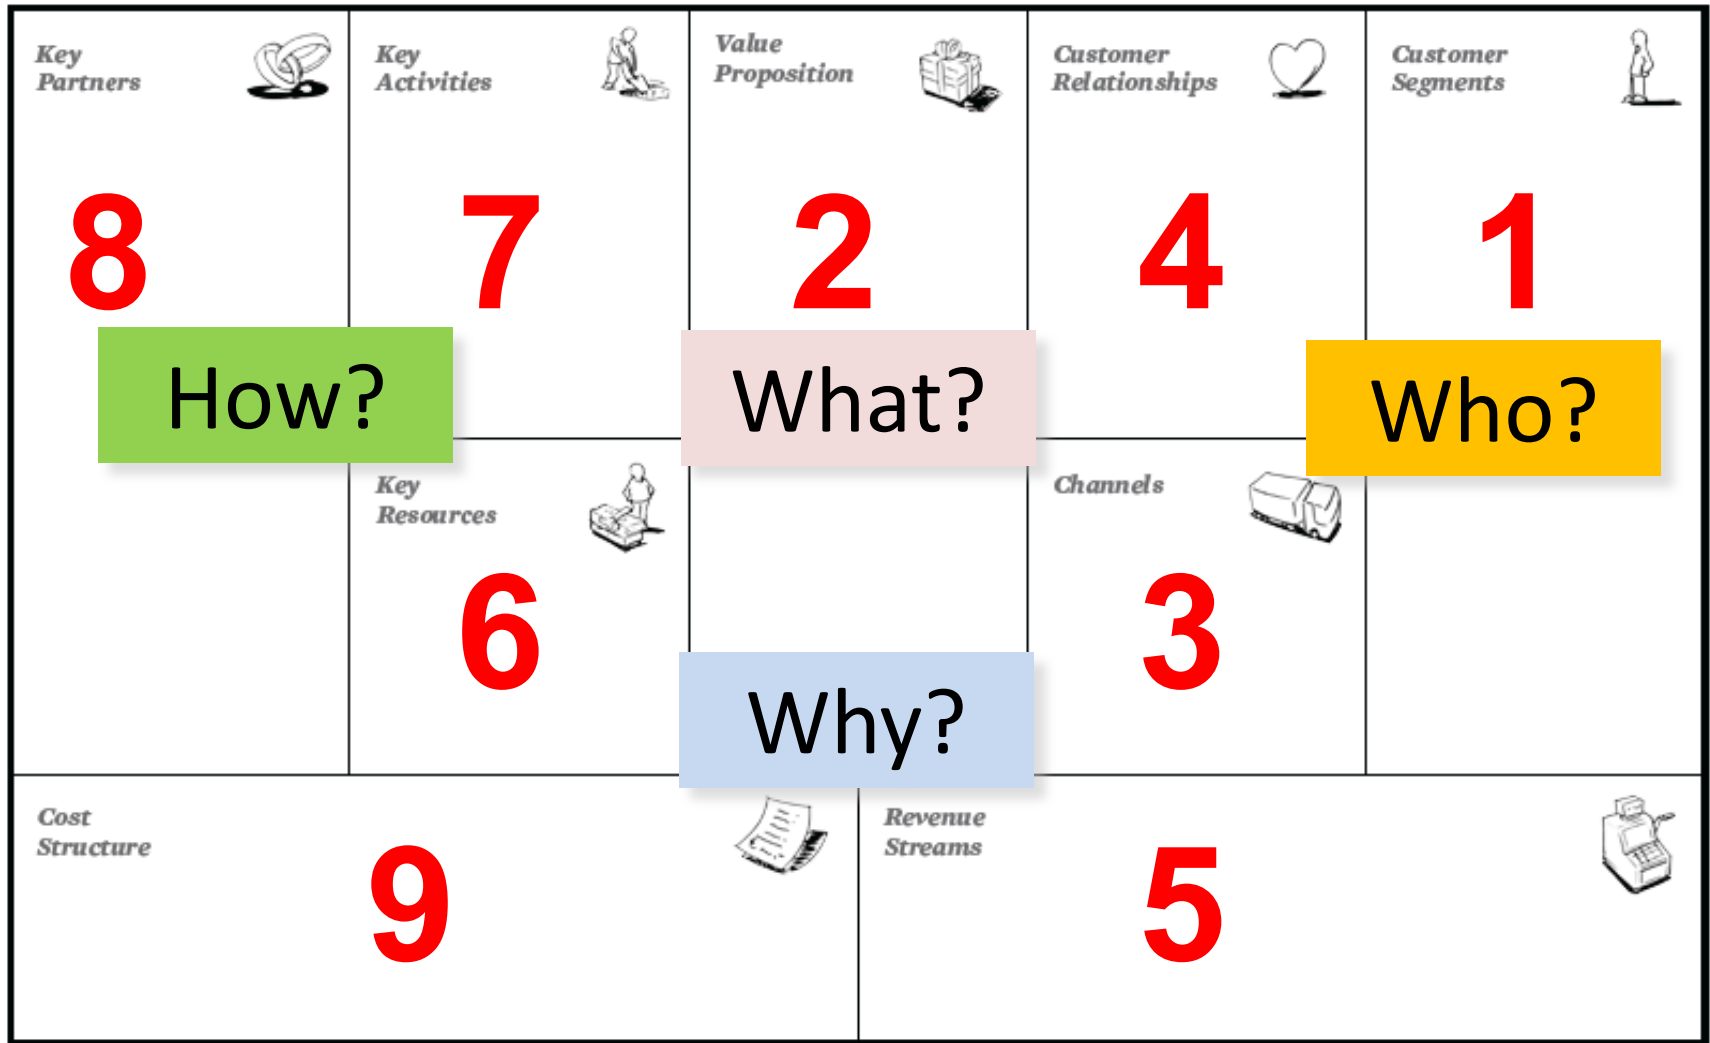 Key
Partners
8
Key
Activities
7
Value
Proposition
2
Customer
Relationships
4
Customer
Segments
1
How?
What?
Who?
Key
Resources
6
Channels
3
Why?
Cost
Structure
9
Revenue
Streams
5